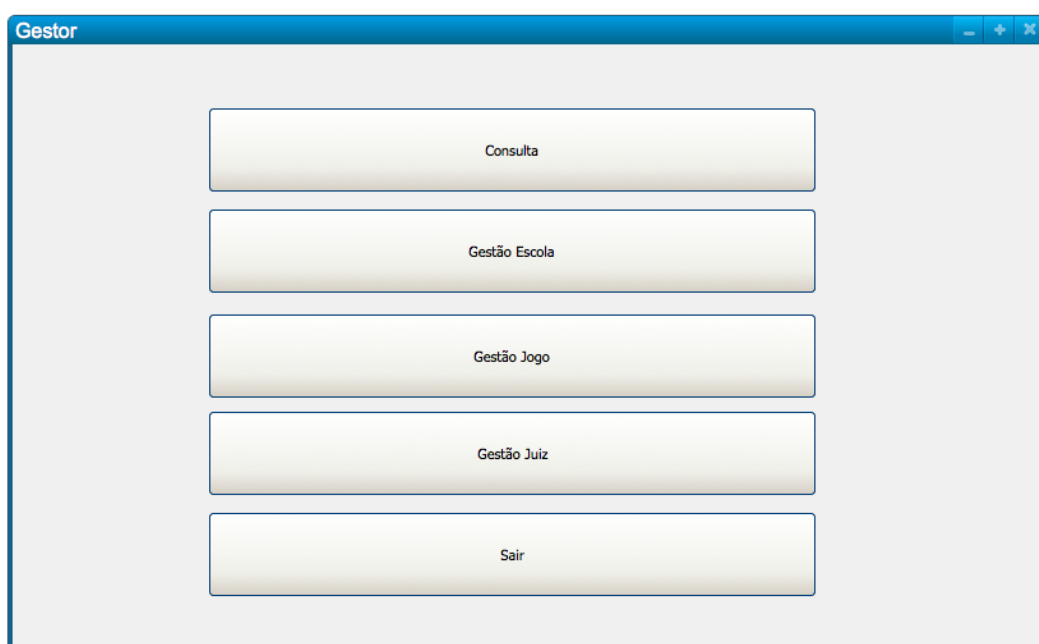 Gestor
Consulta
Gestão Escola
Gestão Jogo
Gestão Juiz
Sair